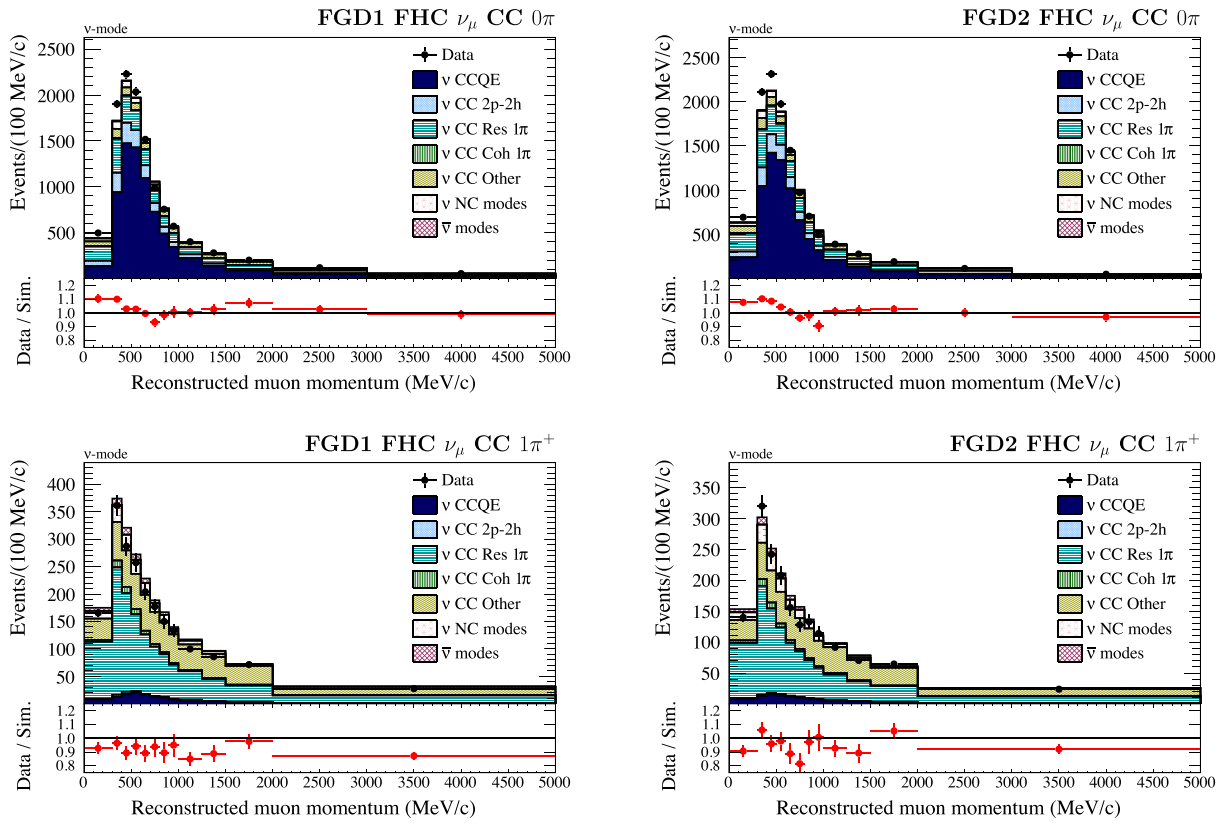 FGD1 FHC νμ CC 0π
ν-mode
Events/(100 MeV/c)
2500
2000
1500
1000
500
Data
ν CCQE
ν CC 2p-2h
ν CC Res 1π
ν CC Coh 1π
ν CC Other
ν NC modes
ν̅ modes
Data / Sim.
1.2
1.1
1.0
0.9
0.8
0 500 1000 1500 2000 2500 3000 3500 4000 4500 5000
Reconstructed muon momentum (MeV/c)
FGD2 FHC νμ CC 0π
ν-mode
Events/(100 MeV/c)
2500
2000
1500
1000
500
Data
ν CCQE
ν CC 2p-2h
ν CC Res 1π
ν CC Coh 1π
ν CC Other
ν NC modes
ν̅ modes
Data / Sim.
1.2
1.1
1.0
0.9
0.8
0 500 1000 1500 2000 2500 3000 3500 4000 4500 5000
Reconstructed muon momentum (MeV/c)
FGD1 FHC νμ CC 1π⁺
ν-mode
Events/(100 MeV/c)
400
350
300
250
200
150
100
50
Data
ν CCQE
ν CC 2p-2h
ν CC Res 1π
ν CC Coh 1π
ν CC Other
ν NC modes
ν̅ modes
Data / Sim.
1.2
1.1
1.0
0.9
0.8
0 500 1000 1500 2000 2500 3000 3500 4000 4500 5000
Reconstructed muon momentum (MeV/c)
FGD2 FHC νμ CC 1π⁺
ν-mode
Events/(100 MeV/c)
350
300
250
200
150
100
50
Data
ν CCQE
ν CC 2p-2h
ν CC Res 1π
ν CC Coh 1π
ν CC Other
ν NC modes
ν̅ modes
Data / Sim.
1.2
1.1
1.0
0.9
0.8
0 500 1000 1500 2000 2500 3000 3500 4000 4500 5000
Reconstructed muon momentum (MeV/c)